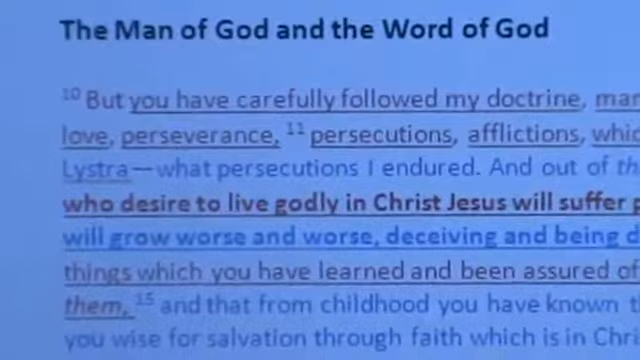 The Man of God and the Word of God
10 But you have carefully followed my doctrine,
love, perseverance, 11 persecutions, afflictions,
Lystra—what persecutions I endured. And out of
who desire to live godly in Christ Jesus will suffer
will grow worse and worse, deceiving and being
things which you have learned and been assured of
them, 15 and that from childhood you have known
you wise for salvation through faith which is in